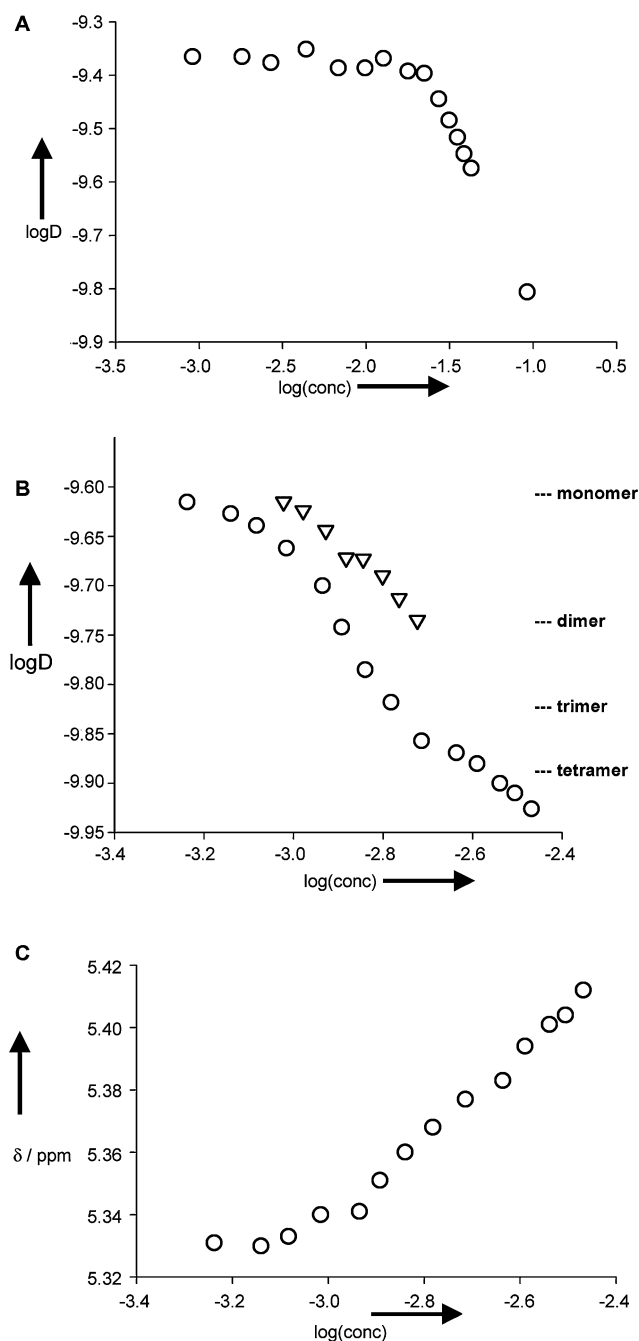 A
-9.3
-9.4
-9.5
-9.6
-9.7
-9.8
-9.9
logD
-3.5 -3.0 -2.5 -2.0 -1.5 -1.0 -0.5
log(conc)
B
-9.60
-9.65
-9.70
-9.75
-9.80
-9.85
-9.90
-9.95
logD
--- monomer
--- dimer
--- trimer
--- tetramer
-3.4 -3.2 -3.0 -2.8 -2.6 -2.4
log(conc)
C
5.42
5.40
5.38
5.36
5.34
5.32
δ / ppm
-3.4 -3.2 -3.0 -2.8 -2.6 -2.4
log(conc)